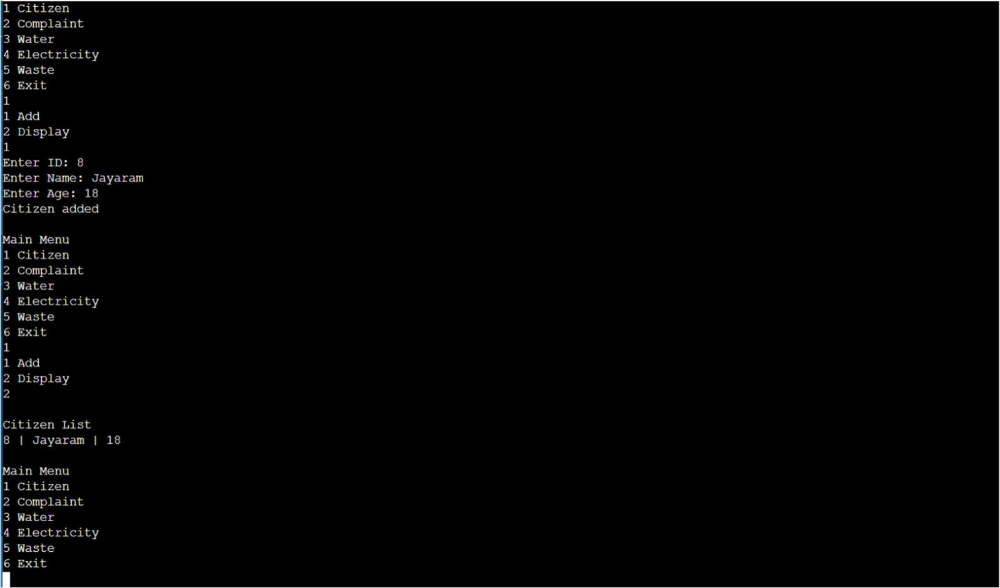 1 Citizen
2 Complaint
3 Water
4 Electricity
5 Waste
6 Exit
1
1 Add
2 Display
1
Enter ID: 8
Enter Name: Jayaram
Enter Age: 18
Citizen added
Main Menu
1 Citizen
2 Complaint
3 Water
4 Electricity
5 Waste
6 Exit
1
1 Add
2 Display
2
Citizen List
8 | Jayaram | 18
Main Menu
1 Citizen
2 Complaint
3 Water
4 Electricity
5 Waste
6 Exit